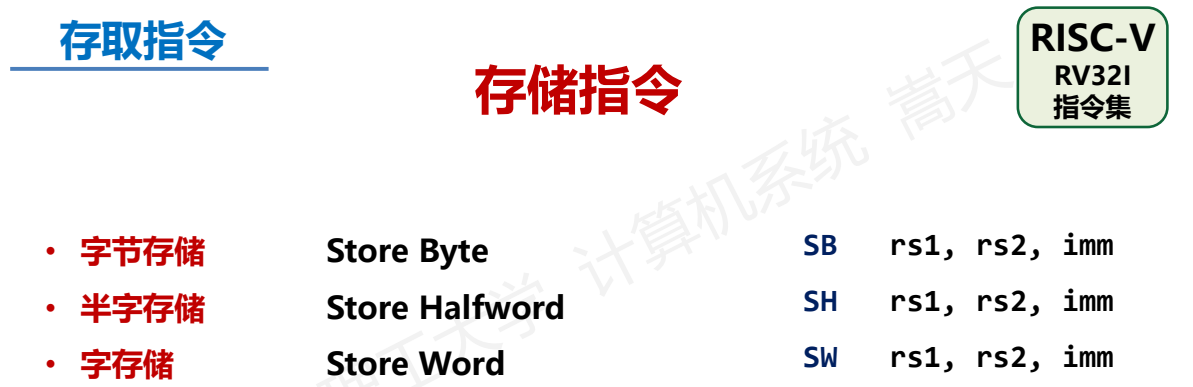 存取指令
RISC-V
RV32I
指令集
存储指令
• 字节存储 Store Byte SB rs1, rs2, imm
• 半字存储 Store Halfword SH rs1, rs2, imm
• 字存储 Store Word SW rs1, rs2, imm
工大学 计算机系统 嵩天